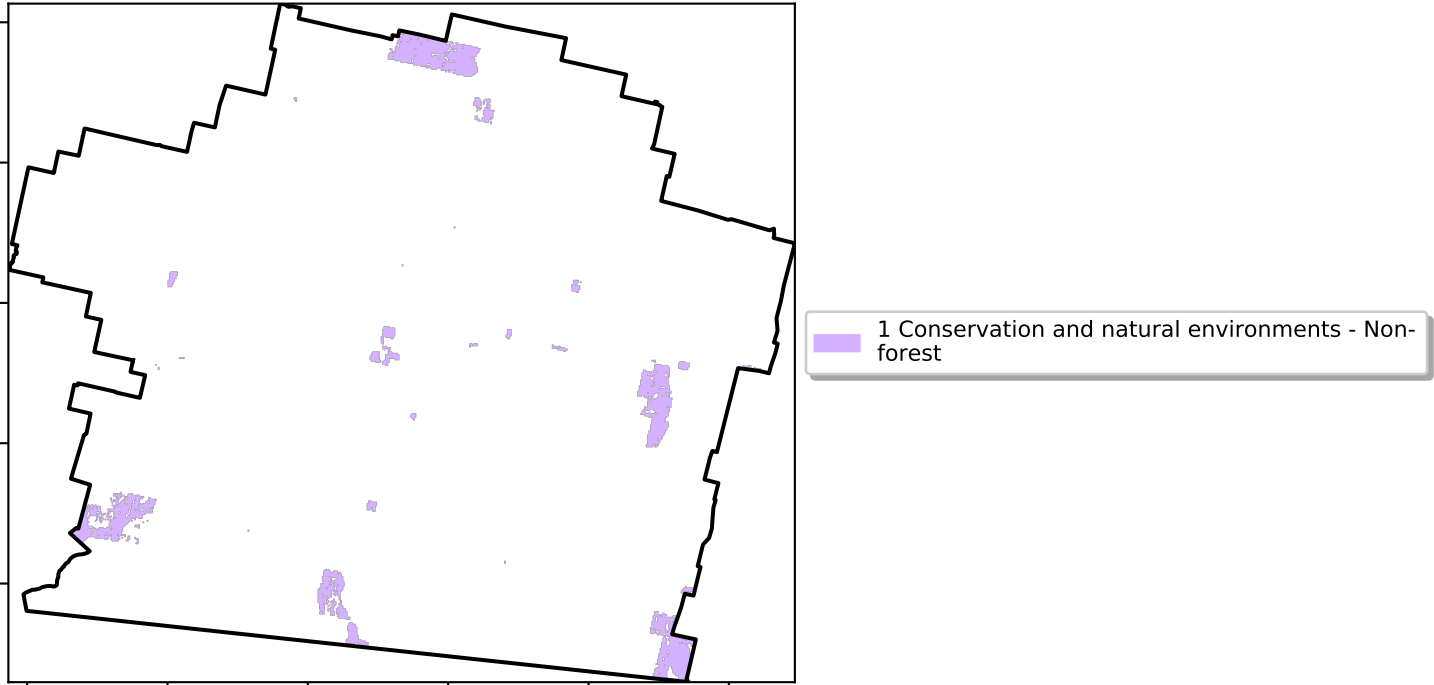 1 Conservation and natural environments - Non-
forest